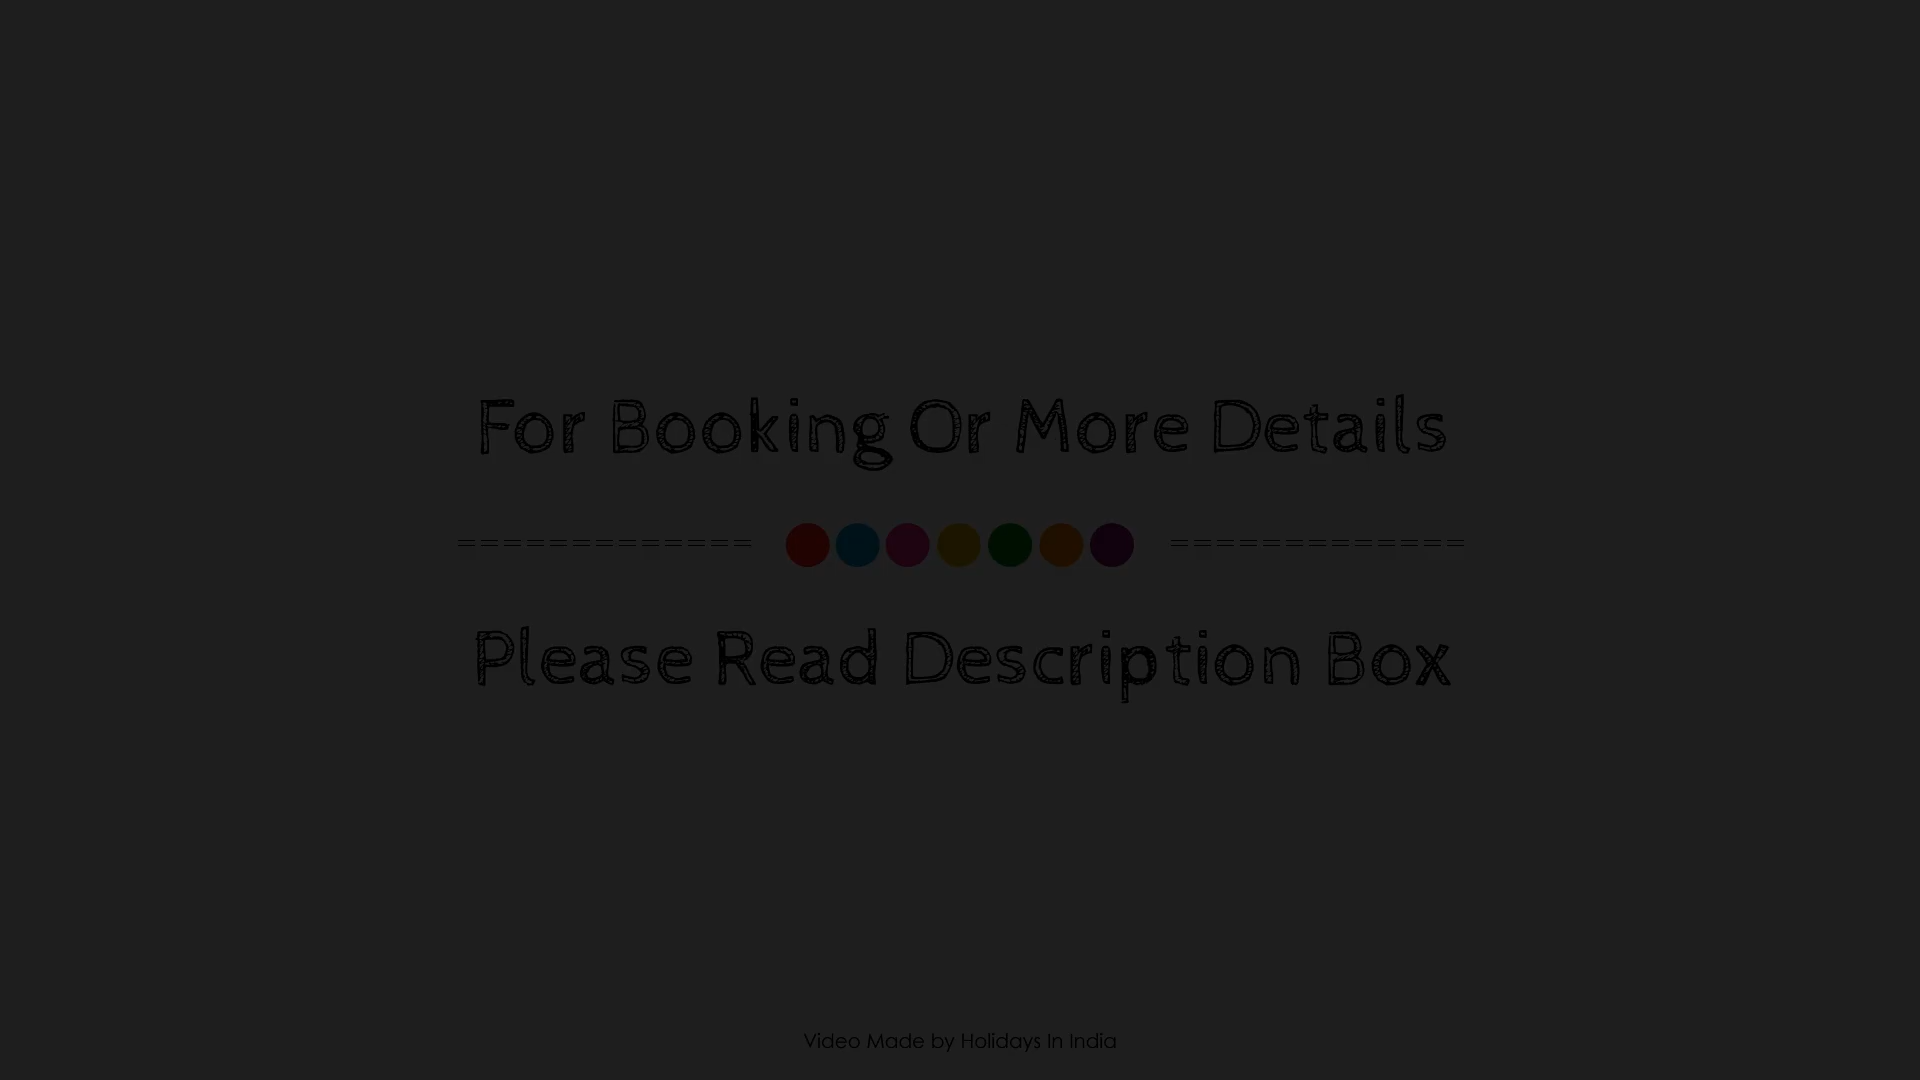 For Booking Or More Details
============= =============
Please Read Description Box
Video Made by Holidays In India